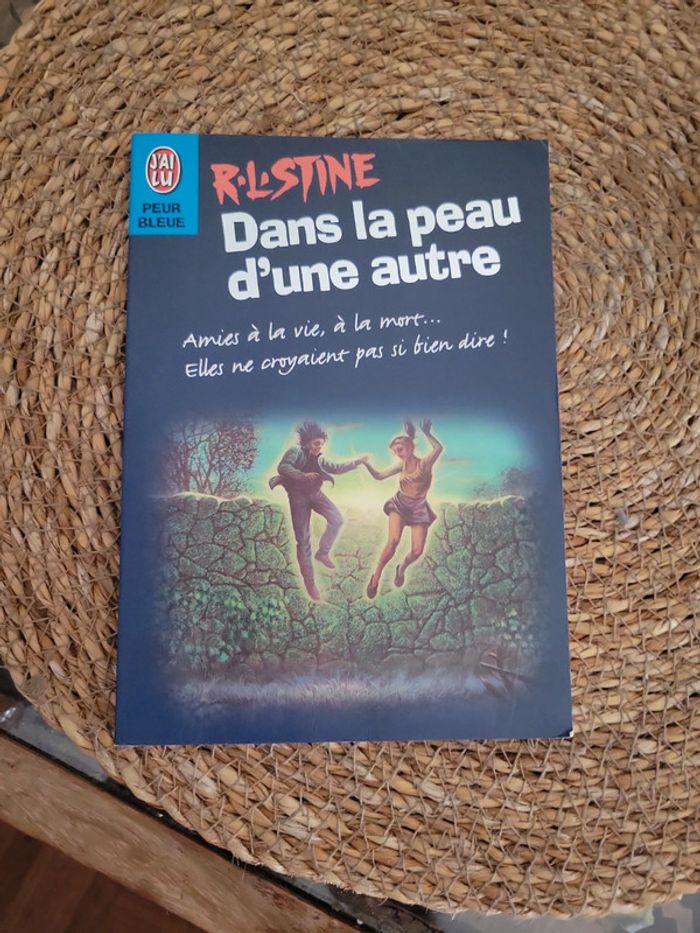 J'AI
LU
PEUR
BLEUE
R.L.STINE
Dans la peau
d'une autre
Amies à la vie, à la mort...
Elles ne croyaient pas si bien dire !